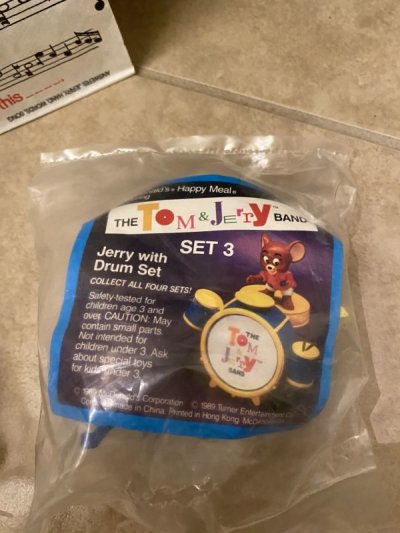 this
Happy Meal®
THE TOM & JERRY™ BAND
SET 3
Jerry with
Drum Set
COLLECT ALL FOUR SETS!
Safety-tested for
children age 3 and
over. CAUTION: May
contain small parts.
Not intended for
children under 3. Ask
about special toys
for kids under 3.
THE
TOM
&
JERRY
BAND
McDonald's Corporation © 1989 Turner Entertainment Co.
made in China. Printed in Hong Kong.